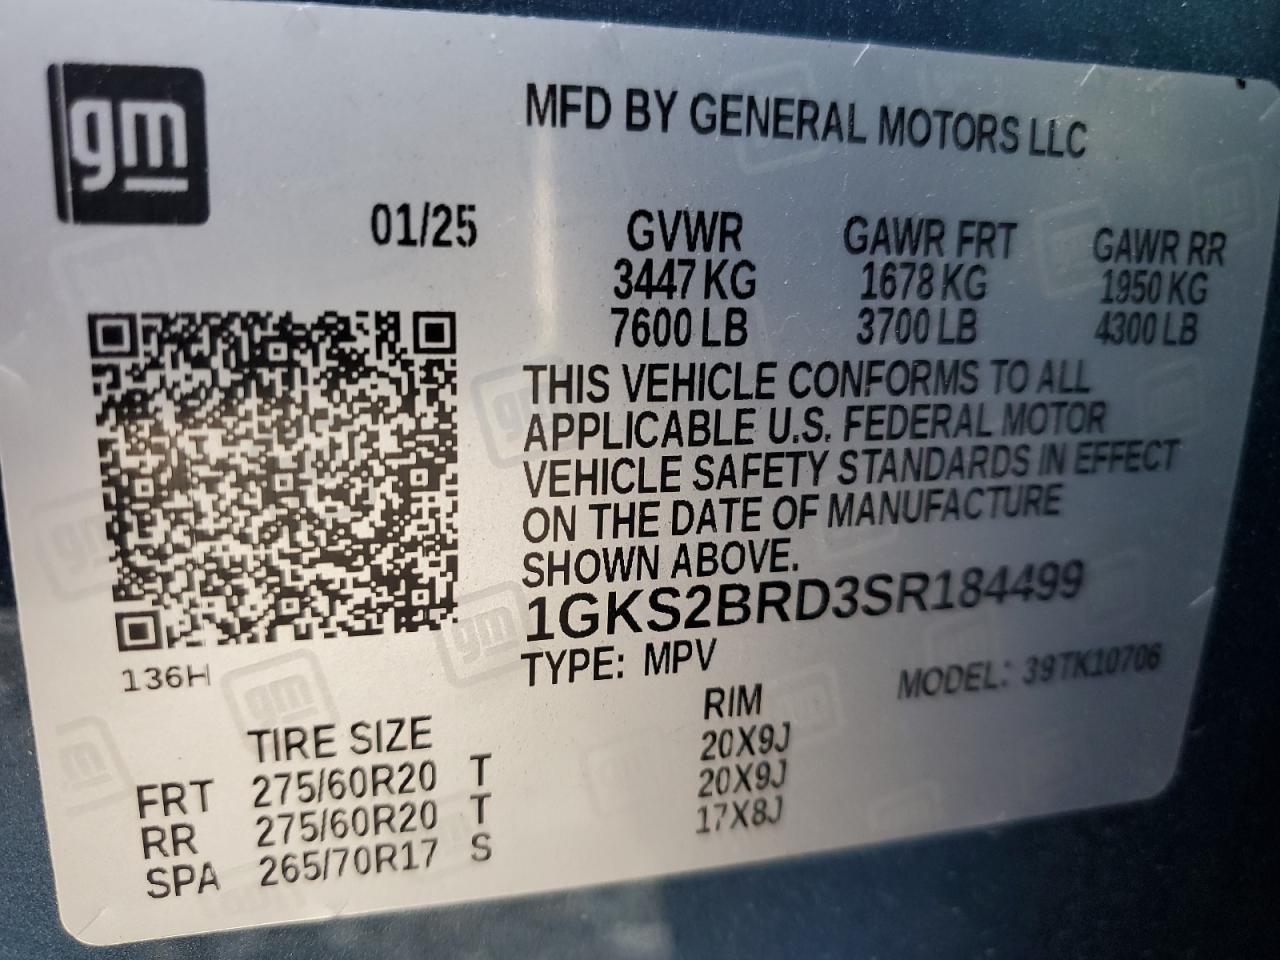 gm
MFD BY GENERAL MOTORS LLC
01/25
GVWR GAWR FRT GAWR RR
3447 KG 1678 KG 1950 KG
7600 LB 3700 LB 4300 LB
THIS VEHICLE CONFORMS TO ALL
APPLICABLE U.S. FEDERAL MOTOR
VEHICLE SAFETY STANDARDS IN EFFECT
ON THE DATE OF MANUFACTURE
SHOWN ABOVE.
1GKS2BRD3SR184499
136H
TYPE: MPV MODEL: 39TK10706
TIRE SIZE RIM
FRT 275/60R20 T 20X9J
RR 275/60R20 T 20X9J
SPA 265/70R17 S 17X8J